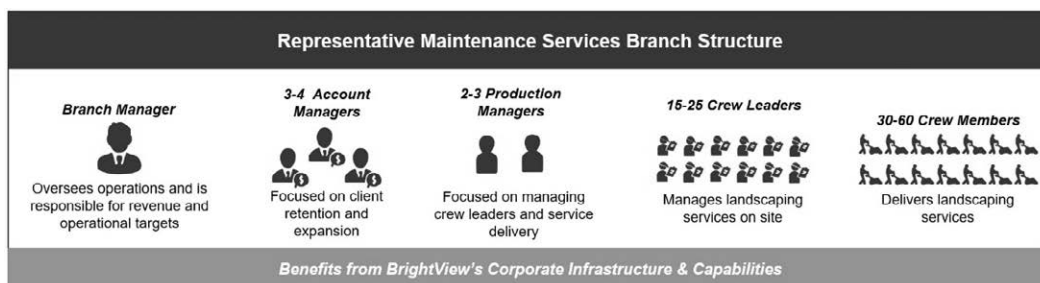 Representative Maintenance Services Branch Structure
Branch Manager
Oversees operations and is
responsible for revenue and
operational targets
3-4 Account
Managers
Focused on client
retention and
expansion
2-3 Production
Managers
Focused on managing
crew leaders and service
delivery
15-25 Crew Leaders
Manages landscaping
services on site
30-60 Crew Members
Delivers landscaping
services
Benefits from BrightView's Corporate Infrastructure & Capabilities